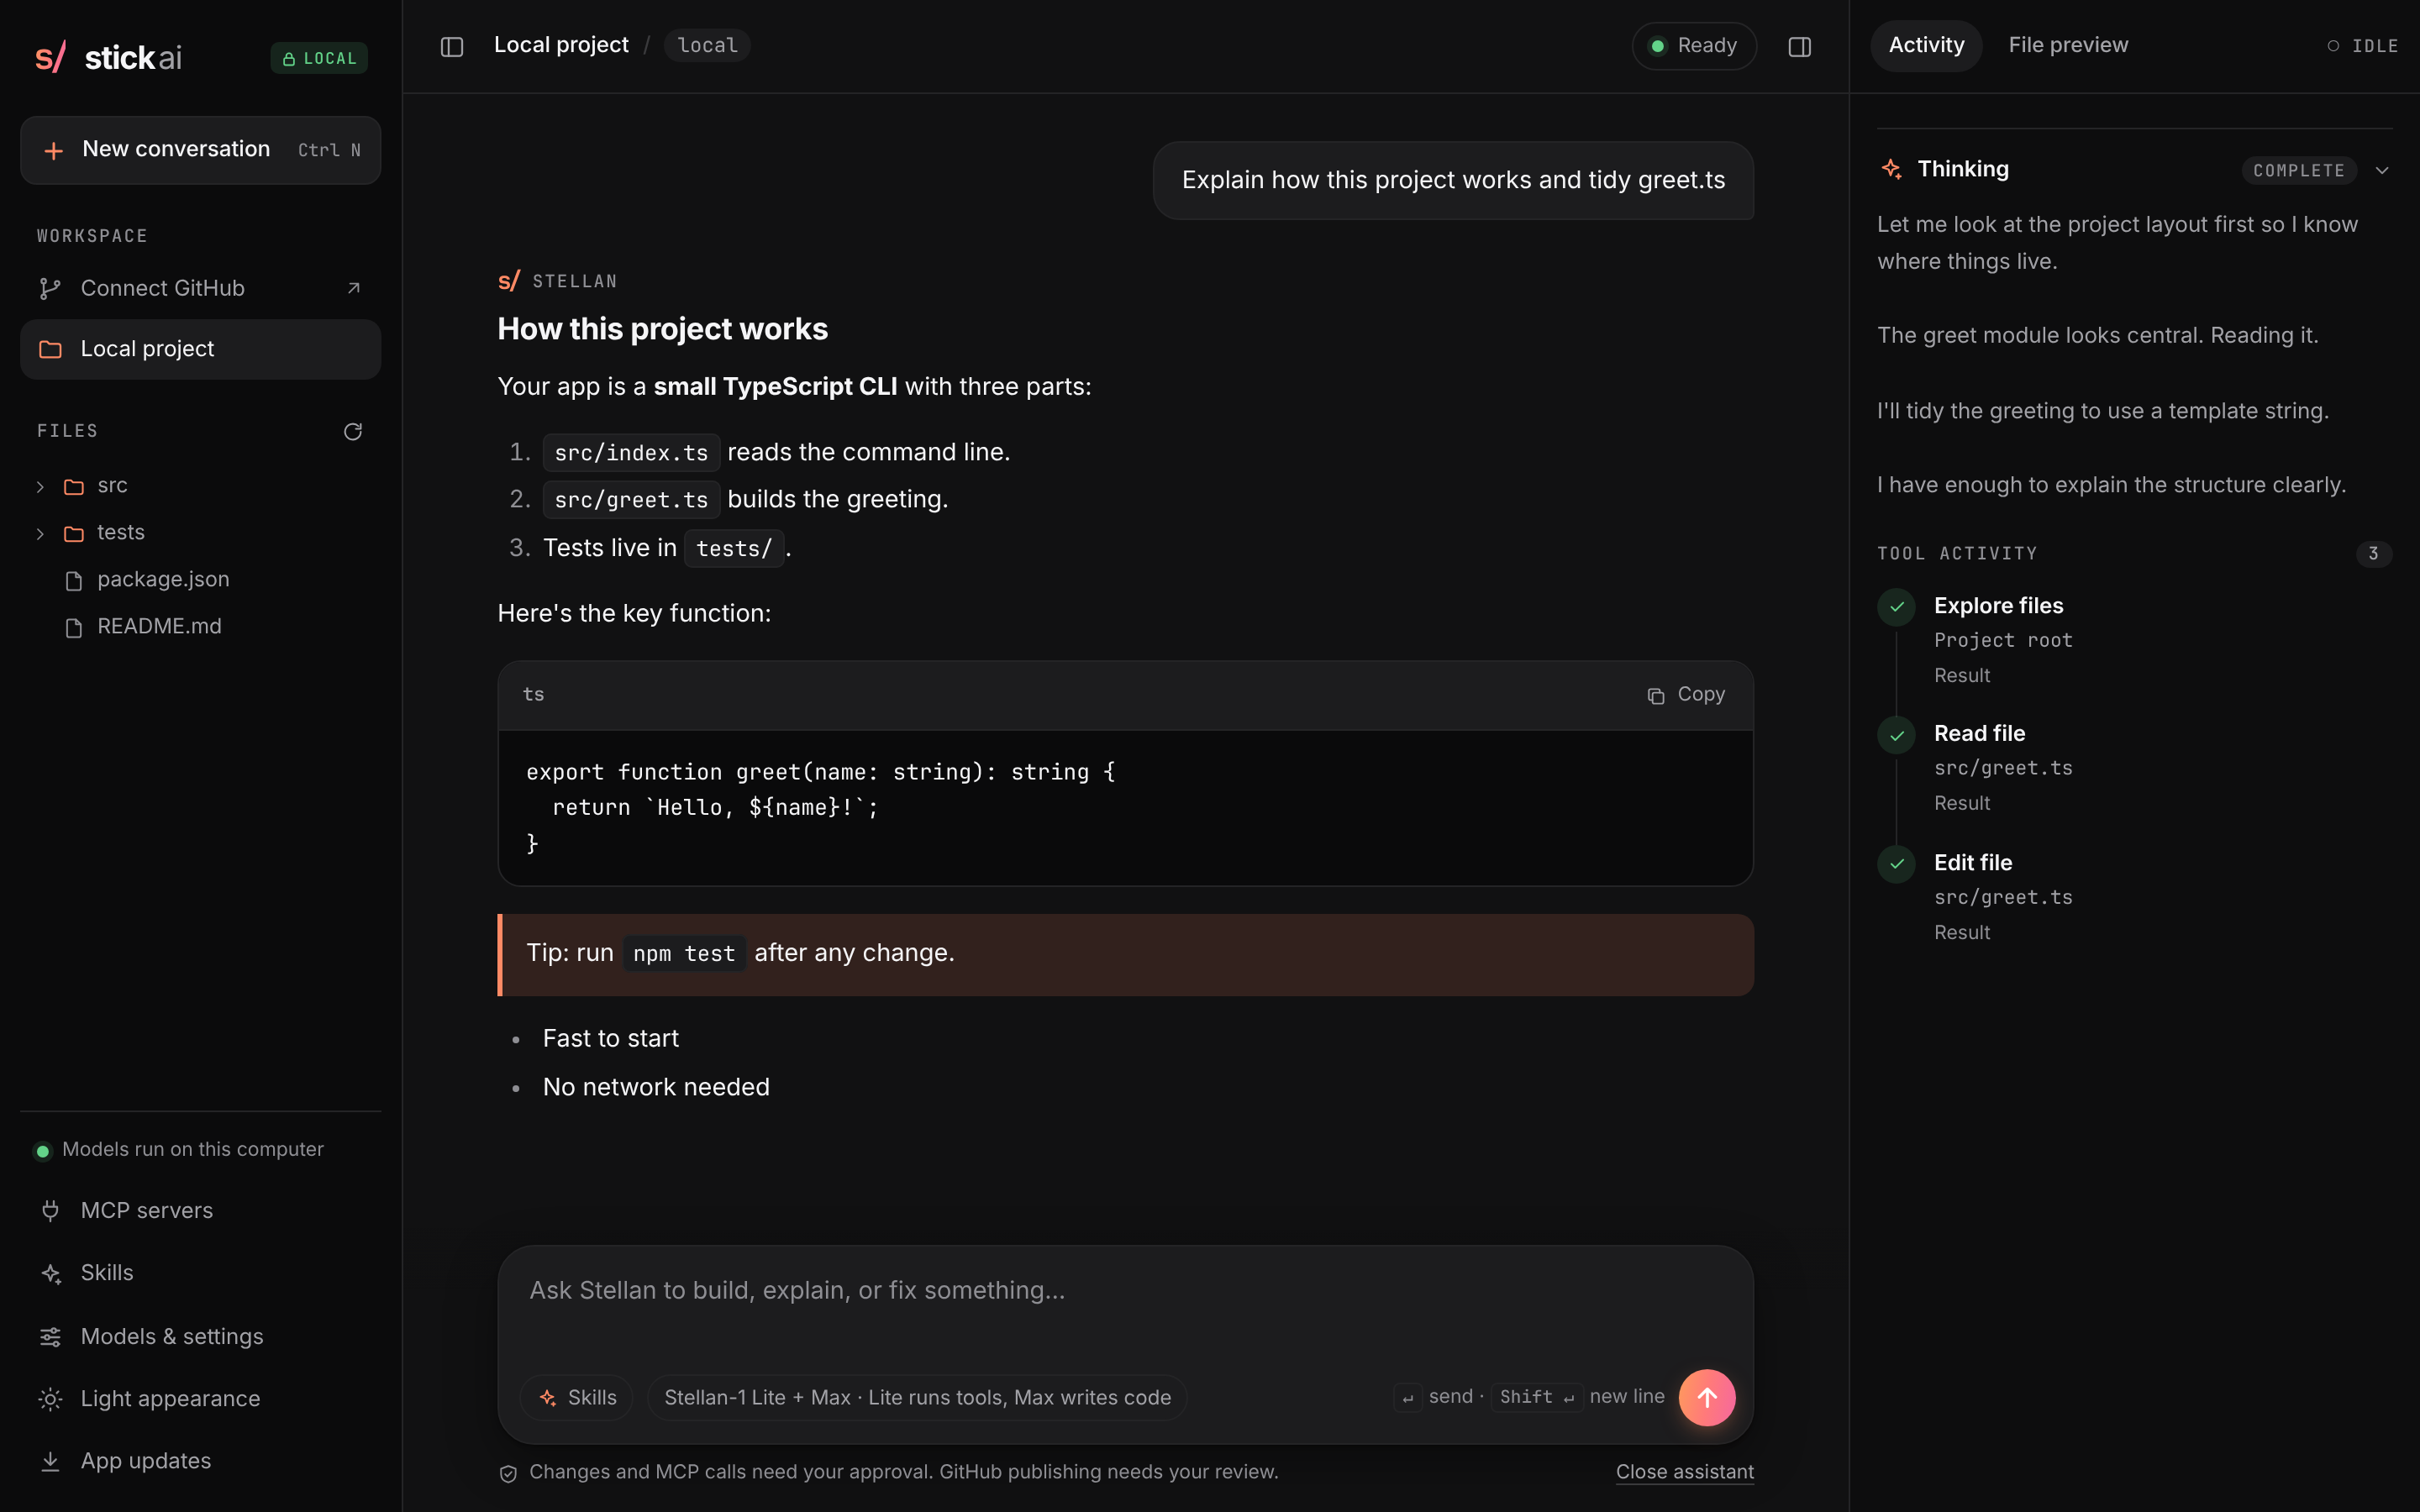 s/ stickai LOCAL
New conversation Ctrl N
WORKSPACE
Connect GitHub
Local project
FILES
src
tests
package.json
README.md
Models run on this computer
MCP servers
Skills
Models & settings
Light appearance
App updates
Local project / local
Ready
Explain how this project works and tidy greet.ts
s/ STELLAN
How this project works
Your app is a small TypeScript CLI with three parts:
1. src/index.ts reads the command line.
2. src/greet.ts builds the greeting.
3. Tests live in tests/.
Here's the key function:
ts Copy
export function greet(name: string): string {
  return `Hello, ${name}!`;
}
Tip: run npm test after any change.
• Fast to start
• No network needed
Ask Stellan to build, explain, or fix something...
Skills Stellan-1 Lite + Max · Lite runs tools, Max writes code ↵ send · Shift ↵ new line
Changes and MCP calls need your approval. GitHub publishing needs your review. Close assistant
Activity File preview IDLE
Thinking COMPLETE
Let me look at the project layout first so I know
where things live.
The greet module looks central. Reading it.
I'll tidy the greeting to use a template string.
I have enough to explain the structure clearly.
TOOL ACTIVITY 3
Explore files
Project root
Result
Read file
src/greet.ts
Result
Edit file
src/greet.ts
Result